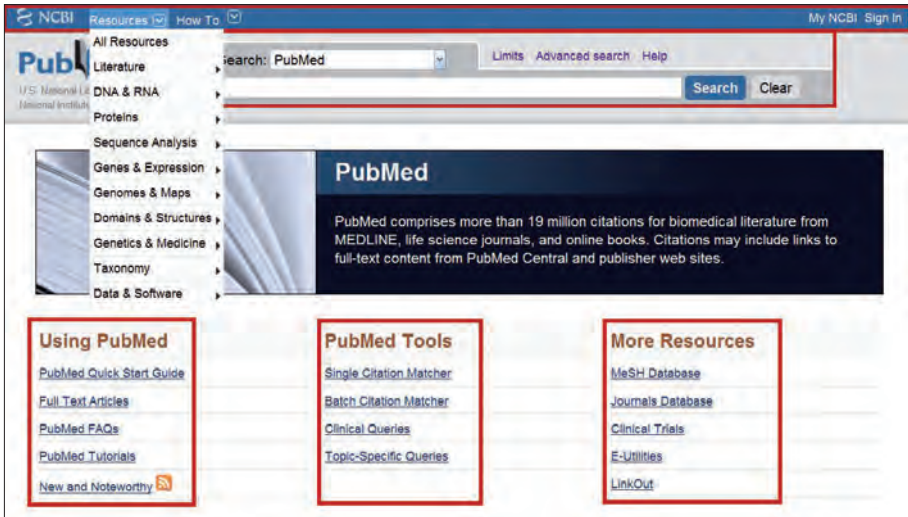 NCBI Resources How To My NCBI Sign In
All Resources
Literature
DNA & RNA
Proteins
Sequence Analysis
Genes & Expression
Genomes & Maps
Domains & Structures
Genetics & Medicine
Taxonomy
Data & Software
Pub
U.S. National
National
Search: PubMed
Limits Advanced search Help
Search Clear
PubMed
PubMed comprises more than 19 million citations for biomedical literature from
MEDLINE, life science journals, and online books. Citations may include links to
full-text content from PubMed Central and publisher web sites.
Using PubMed
PubMed Quick Start Guide
Full Text Articles
PubMed FAQs
PubMed Tutorials
New and Noteworthy
PubMed Tools
Single Citation Matcher
Batch Citation Matcher
Clinical Queries
Topic-Specific Queries
More Resources
MeSH Database
Journals Database
Clinical Trials
E-Utilities
LinkOut